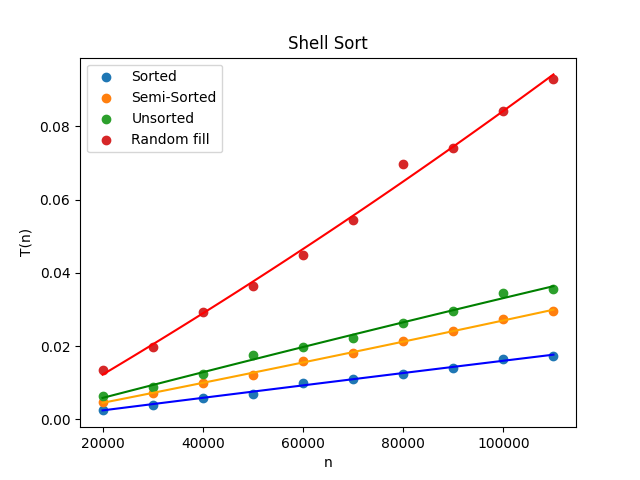 Shell Sort
Sorted
Semi-Sorted
Unsorted
Random fill
T(n)
0.08
0.06
0.04
0.02
0.00
20000 40000 60000 80000 100000
n